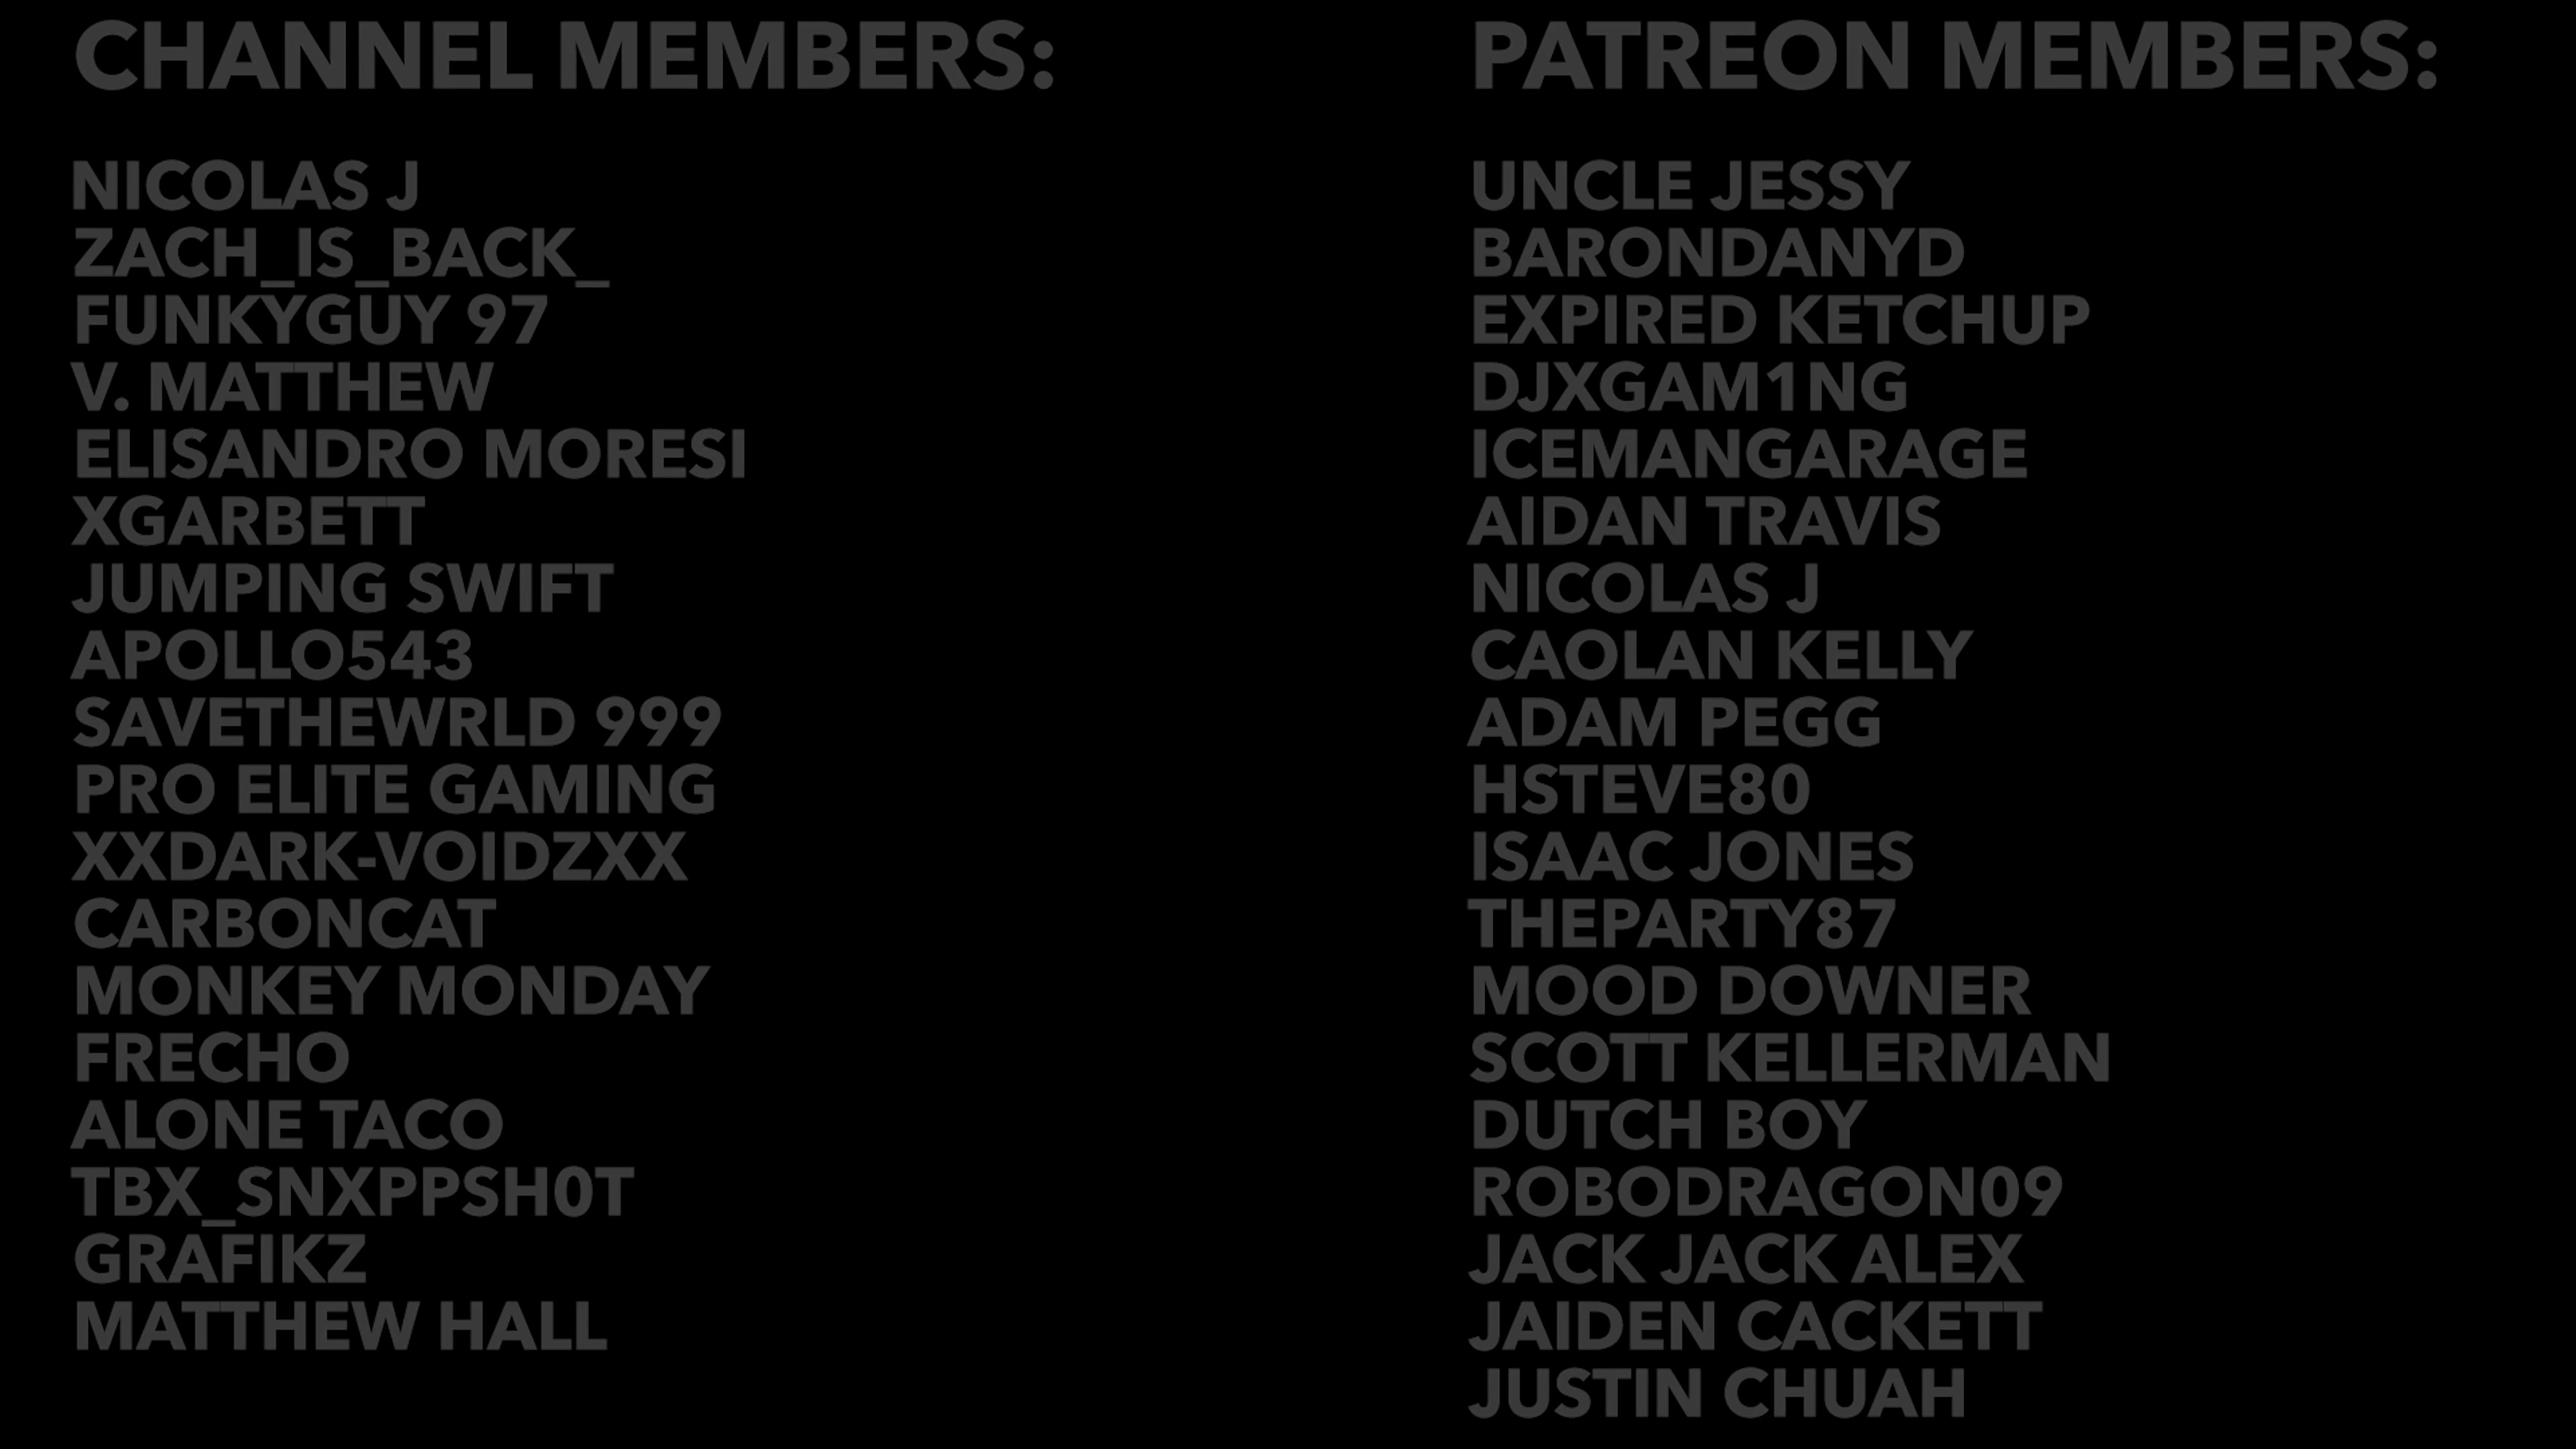 CHANNEL MEMBERS:
NICOLAS J
ZACH_IS_BACK_
FUNKYGUY 97
V. MATTHEW
ELISANDRO MORESI
XGARBETT
JUMPING SWIFT
APOLLO543
SAVETHEWRLD 999
PRO ELITE GAMING
XXDARK-VOIDZXX
CARBONCAT
MONKEY MONDAY
FRECHO
ALONE TACO
TBX_SNXPPSH0T
GRAFIKZ
MATTHEW HALL
PATREON MEMBERS:
UNCLE JESSY
BARONDANYD
EXPIRED KETCHUP
DJXGAM1NG
ICEMANGARAGE
AIDAN TRAVIS
NICOLAS J
CAOLAN KELLY
ADAM PEGG
HSTEVE80
ISAAC JONES
THEPARTY87
MOOD DOWNER
SCOTT KELLERMAN
DUTCH BOY
ROBODRAGON09
JACK JACK ALEX
JAIDEN CACKETT
JUSTIN CHUAH